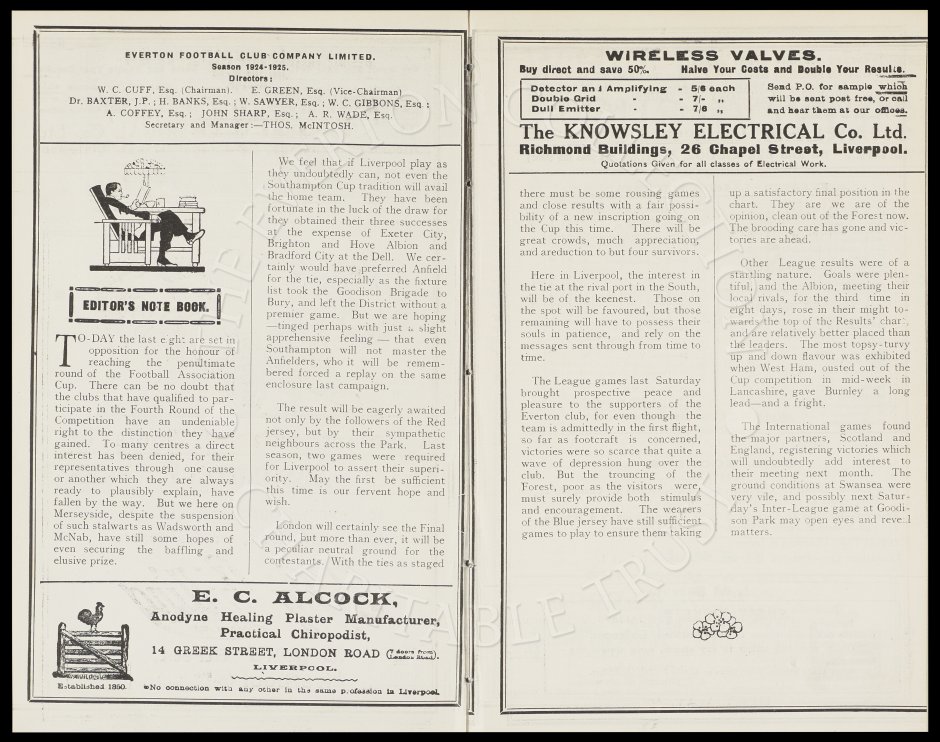 EVERTON FOOTBALL CLUB COMPANY LIMITED.
Season 1924-1925.
Directors:
W. C. CUFF, Esq. (Chairman). E. GREEN, Esq. (Vice-Chairman)
Dr. BAXTER, J.P.; H. BANKS, Esq.; W. SAWYER, Esq.; W. C. GIBBONS, Esq.;
A. COFFEY, Esq.; JOHN SHARP, Esq.; A. R. WADE, Esq.
Secretary and Manager:—THOS. McINTOSH.
EDITOR'S NOTE BOOK.
TO-DAY the last eight are set in
opposition for the honour of
reaching the penultimate
round of the Football Association
Cup. There can be no doubt that
the clubs that have qualified to par-
ticipate in the Fourth Round of the
Competition have an undeniable
right to the distinction they have
gained. To many centres a direct
interest has been denied, for their
representatives through one cause
or another which they are always
ready to plausibly explain, have
fallen by the way. But we here on
Merseyside, despite the suspension
of such stalwarts as Wadsworth and
McNab, have still some hopes of
even securing the baffling and
elusive prize.
We feel that if Liverpool play as
they undoubtedly can, not even the
Southampton Cup tradition will avail
the home team. They have been
fortunate in the luck of the draw for
they obtained their three successes
at the expense of Exeter City,
Brighton and Hove Albion and
Bradford City at the Dell. We cer-
tainly would have preferred Anfield
for the tie, especially as the fixture
list took the Goodison Brigade to
Bury, and left the District without a
premier game. But we are hoping
—tinged perhaps with just a slight
apprehensive feeling — that even
Southampton will not master the
Anfielders, who it will be remem-
bered forced a replay on the same
enclosure last campaign.
The result will be eagerly awaited
not only by the followers of the Red
jersey, but by their sympathetic
neighbours across the Park. Last
season, two games were required
for Liverpool to assert their superi-
ority. May the first be sufficient
this time is our fervent hope and
wish.
London will certainly see the Final
round, but more than ever, it will be
a peculiar neutral ground for the
contestants. With the ties as staged
E. C. ALCOCK,
Anodyne Healing Plaster Manufacturer,
Practical Chiropodist,
14 GREEK STREET, LONDON ROAD (7 doors from London Road).
LIVERPOOL.
Established 1860. No connection with any other in the same profession in Liverpool.
WIRELESS VALVES.
Buy direct and save 50%. Halve Your Costs and Double Your Results.
Detector and Amplifying - 5/6 each
Double Grid - - 7/- „
Dull Emitter - - 7/6 „
Send P.O. for sample which
will be sent post free, or call
and hear them at our offices.
The KNOWSLEY ELECTRICAL Co. Ltd.
Richmond Buildings, 26 Chapel Street, Liverpool.
Quotations Given for all classes of Electrical Work.
there must be some rousing games
and close results with a fair possi-
bility of a new inscription going on
the Cup this time. There will be
great crowds, much appreciation,
and areduction to but four survivors.
Here in Liverpool, the interest in
the tie at the rival port in the South,
will be of the keenest. Those on
the spot will be favoured, but those
remaining will have to possess their
souls in patience, and rely on the
messages sent through from time to
time.
The League games last Saturday
brought prospective peace and
pleasure to the supporters of the
Everton club, for even though the
team is admittedly in the first flight,
so far as footcraft is concerned,
victories were so scarce that quite a
wave of depression hung over the
club. But the trouncing of the
Forest, poor as the visitors were,
must surely provide both stimulus
and encouragement. The wearers
of the Blue jersey have still sufficient
games to play to ensure them taking
up a satisfactory final position in the
chart. They are we are of the
opinion, clean out of the Forest now.
The brooding care has gone and vic-
tories are ahead.
Other League results were of a
startling nature. Goals were plen-
tiful, and the Albion, meeting their
local rivals, for the third time in
eight days, rose in their might to-
wards the top of the Results' chart,
and are relatively better placed than
the leaders. The most topsy-turvy
up and down flavour was exhibited
when West Ham, ousted out of the
Cup competition in mid-week in
Lancashire, gave Burnley a long
lead—and a fright.
The International games found
the major partners, Scotland and
England, registering victories which
will undoubtedly add interest to
their meeting next month. The
ground conditions at Swansea were
very vile, and possibly next Satur-
day's Inter-League game at Goodi-
son Park may open eyes and reveal
matters.
EVERTON COLLECTION
CHARITABLE TRUST